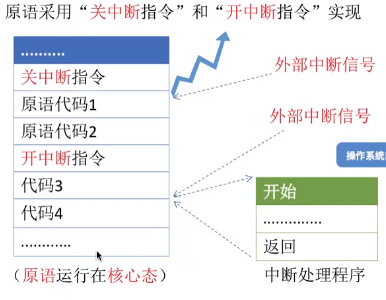 原语采用“关中断指令”和“开中断指令”实现
..........
关中断指令
原语代码1
原语代码2
开中断指令
代码3
代码4
............
(原语运行在核心态)
外部中断信号
外部中断信号
操作系统
开始
..............
返回
中断处理程序